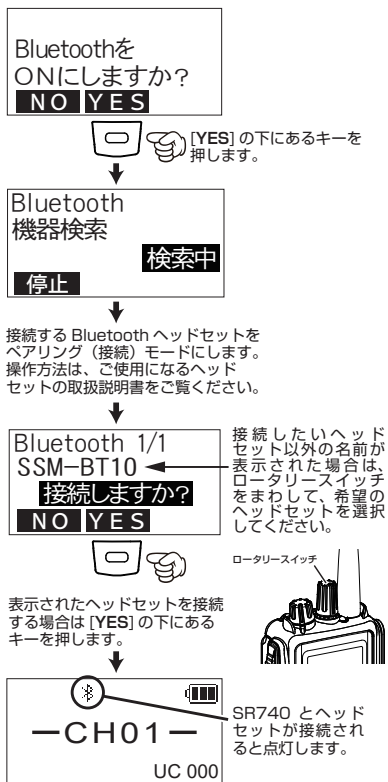 Bluetoothを
ONにしますか?
NO YES
[YES] の下にあるキーを
押します。
Bluetooth
機器検索
検索中
停止
接続する Bluetooth ヘッドセットを
ペアリング（接続）モードにします。
操作方法は、ご使用になるヘッド
セットの取扱説明書をご覧ください。
Bluetooth 1/1
SSM-BT10
接続しますか?
NO YES
接続したいヘッド
セット以外の名前が
表示された場合は、
ロータリースイッチ
をまわして、希望の
ヘッドセットを選択
してください。
ロータリースイッチ
表示されたヘッドセットを接続
する場合は [YES] の下にある
キーを押します。
－CH01－
UC 000
SR740 とヘッド
セットが接続され
ると点灯します。